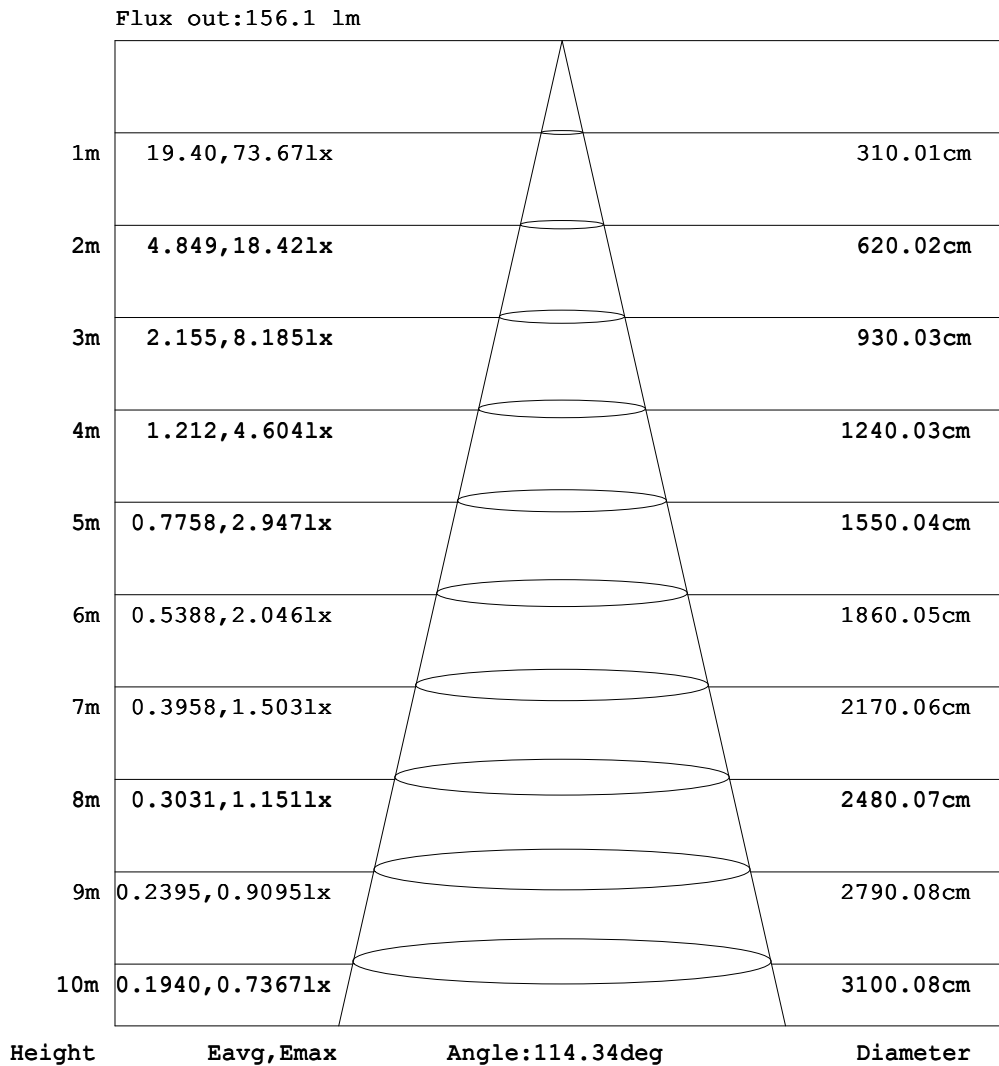 Flux out:156.1 lm
1m 19.40,73.67lx 310.01cm
2m 4.849,18.42lx 620.02cm
3m 2.155,8.185lx 930.03cm
4m 1.212,4.604lx 1240.03cm
5m 0.7758,2.947lx 1550.04cm
6m 0.5388,2.046lx 1860.05cm
7m 0.3958,1.503lx 2170.06cm
8m 0.3031,1.151lx 2480.07cm
9m 0.2395,0.9095lx 2790.08cm
10m 0.1940,0.7367lx 3100.08cm
Height Eavg,Emax Angle:114.34deg Diameter